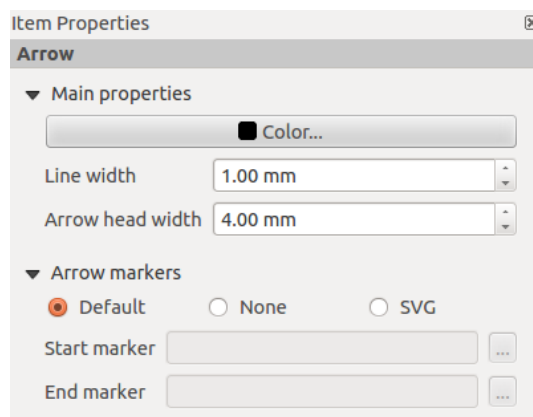 Item Properties
Arrow
Main properties
Color...
Line width 1.00 mm
Arrow head width 4.00 mm
Arrow markers
Default None SVG
Start marker ...
End marker ...